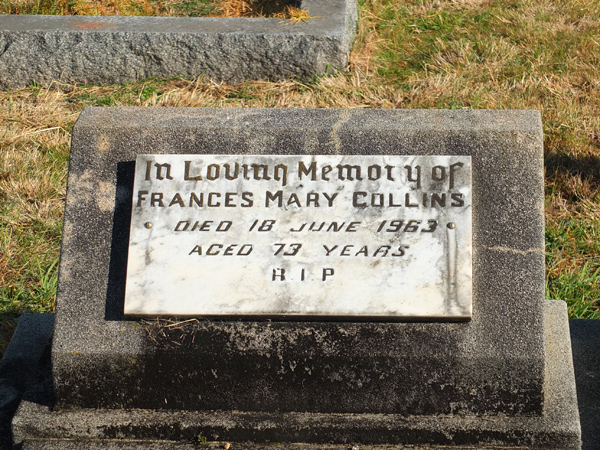 In Loving Memory of
FRANCES MARY COLLINS
DIED 18 JUNE 1963
AGED 73 YEARS
R I P